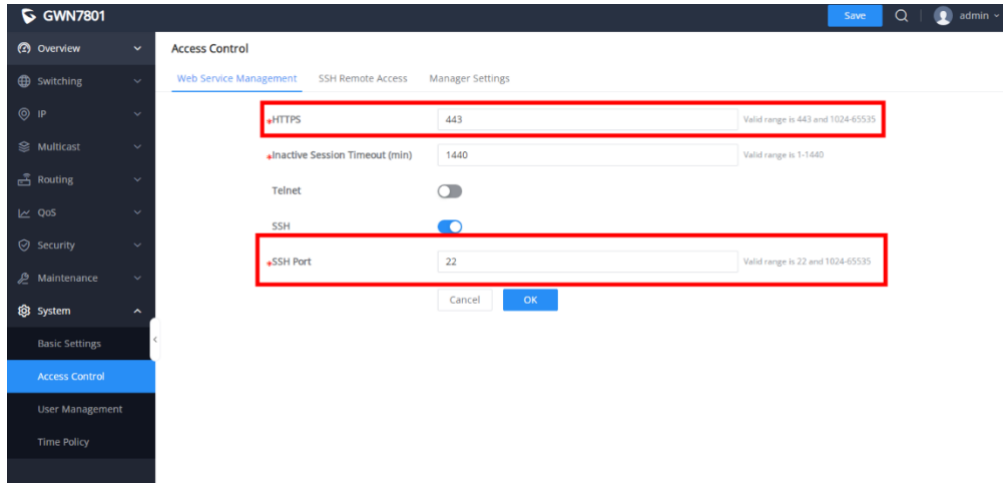 GWN7801
Save
admin
Overview
Switching
IP
Multicast
Routing
QoS
Security
Maintenance
System
Basic Settings
Access Control
User Management
Time Policy
Access Control
Web Service Management SSH Remote Access Manager Settings
*HTTPS 443 Valid range is 443 and 1024-65535
*Inactive Session Timeout (min) 1440 Valid range is 1-1440
Telnet
SSH
*SSH Port 22 Valid range is 22 and 1024-65535
Cancel OK